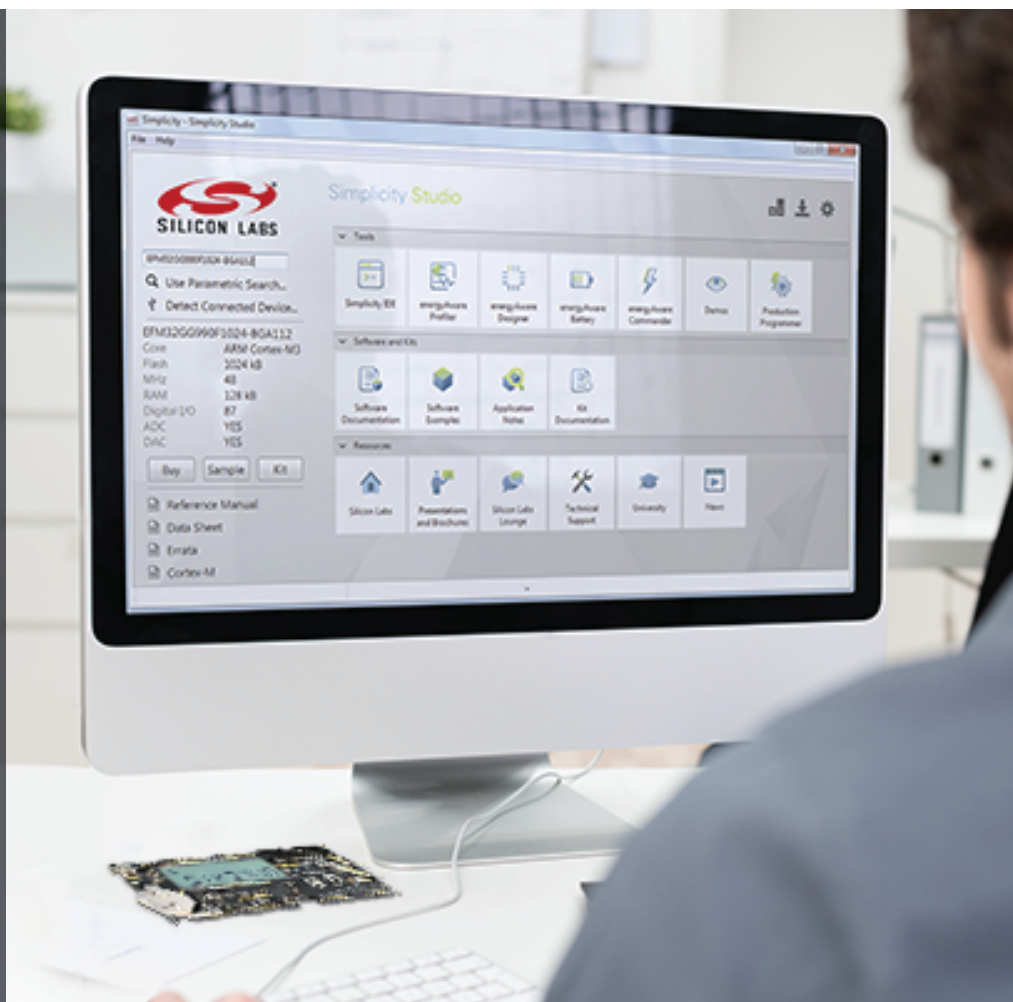 Simplicity - Simplicity Studio
File Help
SILICON LABS
Simplicity Studio
EFM32GG990F1024-BGA112
Use Parametric Search...
Detect Connected Device...
EFM32GG990F1024-BGA112
Core ARM Cortex-M3
Flash 1024 kB
MHz 48
RAM 128 kB
Digital I/O 87
ADC YES
DAC YES
Buy Sample Kit
Reference Manual
Data Sheet
Errata
Cortex-M
Tools
Simplicity IDE
energyAware
Profiler
energyAware
Designer
energyAware
Battery
energyAware
Commander
Demos
Production
Programmer
Software and Kits
Software
Documentation
Software
Examples
Application
Notes
Kit
Documentation
Resources
Silicon Labs
Presentations
and Brochures
Silicon Labs
Lounge
Technical
Support
University
News